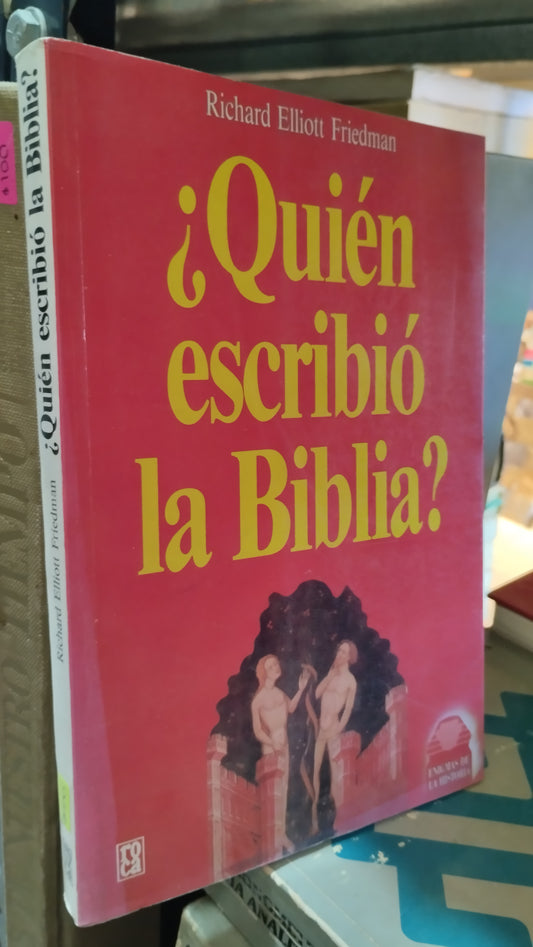 Richard Elliott Friedman
¿Quién
escribió
la Biblia?
ENIGMAS DE
LA HISTORIA
roca
Richard Elliott Friedman ¿Quién escribió la Biblia?
$100